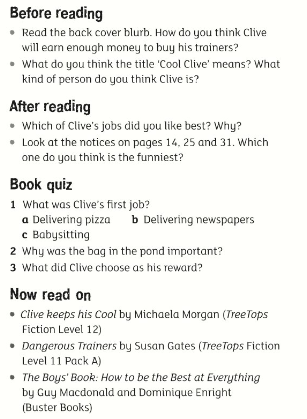 Before reading
• Read the back cover blurb. How do you think Clive
will earn enough money to buy his trainers?
• What do you think the title 'Cool Clive' means? What
kind of person do you think Clive is?
After reading
• Which of Clive's jobs did you like best? Why?
• Look at the notices on pages 14, 25 and 31. Which
one do you think is the funniest?
Book quiz
1 What was Clive's first job?
a Delivering pizza b Delivering newspapers
c Babysitting
2 Why was the bag in the pond important?
3 What did Clive choose as his reward?
Now read on
• Clive keeps his Cool by Michaela Morgan (TreeTops
Fiction Level 12)
• Dangerous Trainers by Susan Gates (TreeTops Fiction
Level 11 Pack A)
• The Boys' Book: How to be the Best at Everything
by Guy Macdonald and Dominique Enright
(Buster Books)